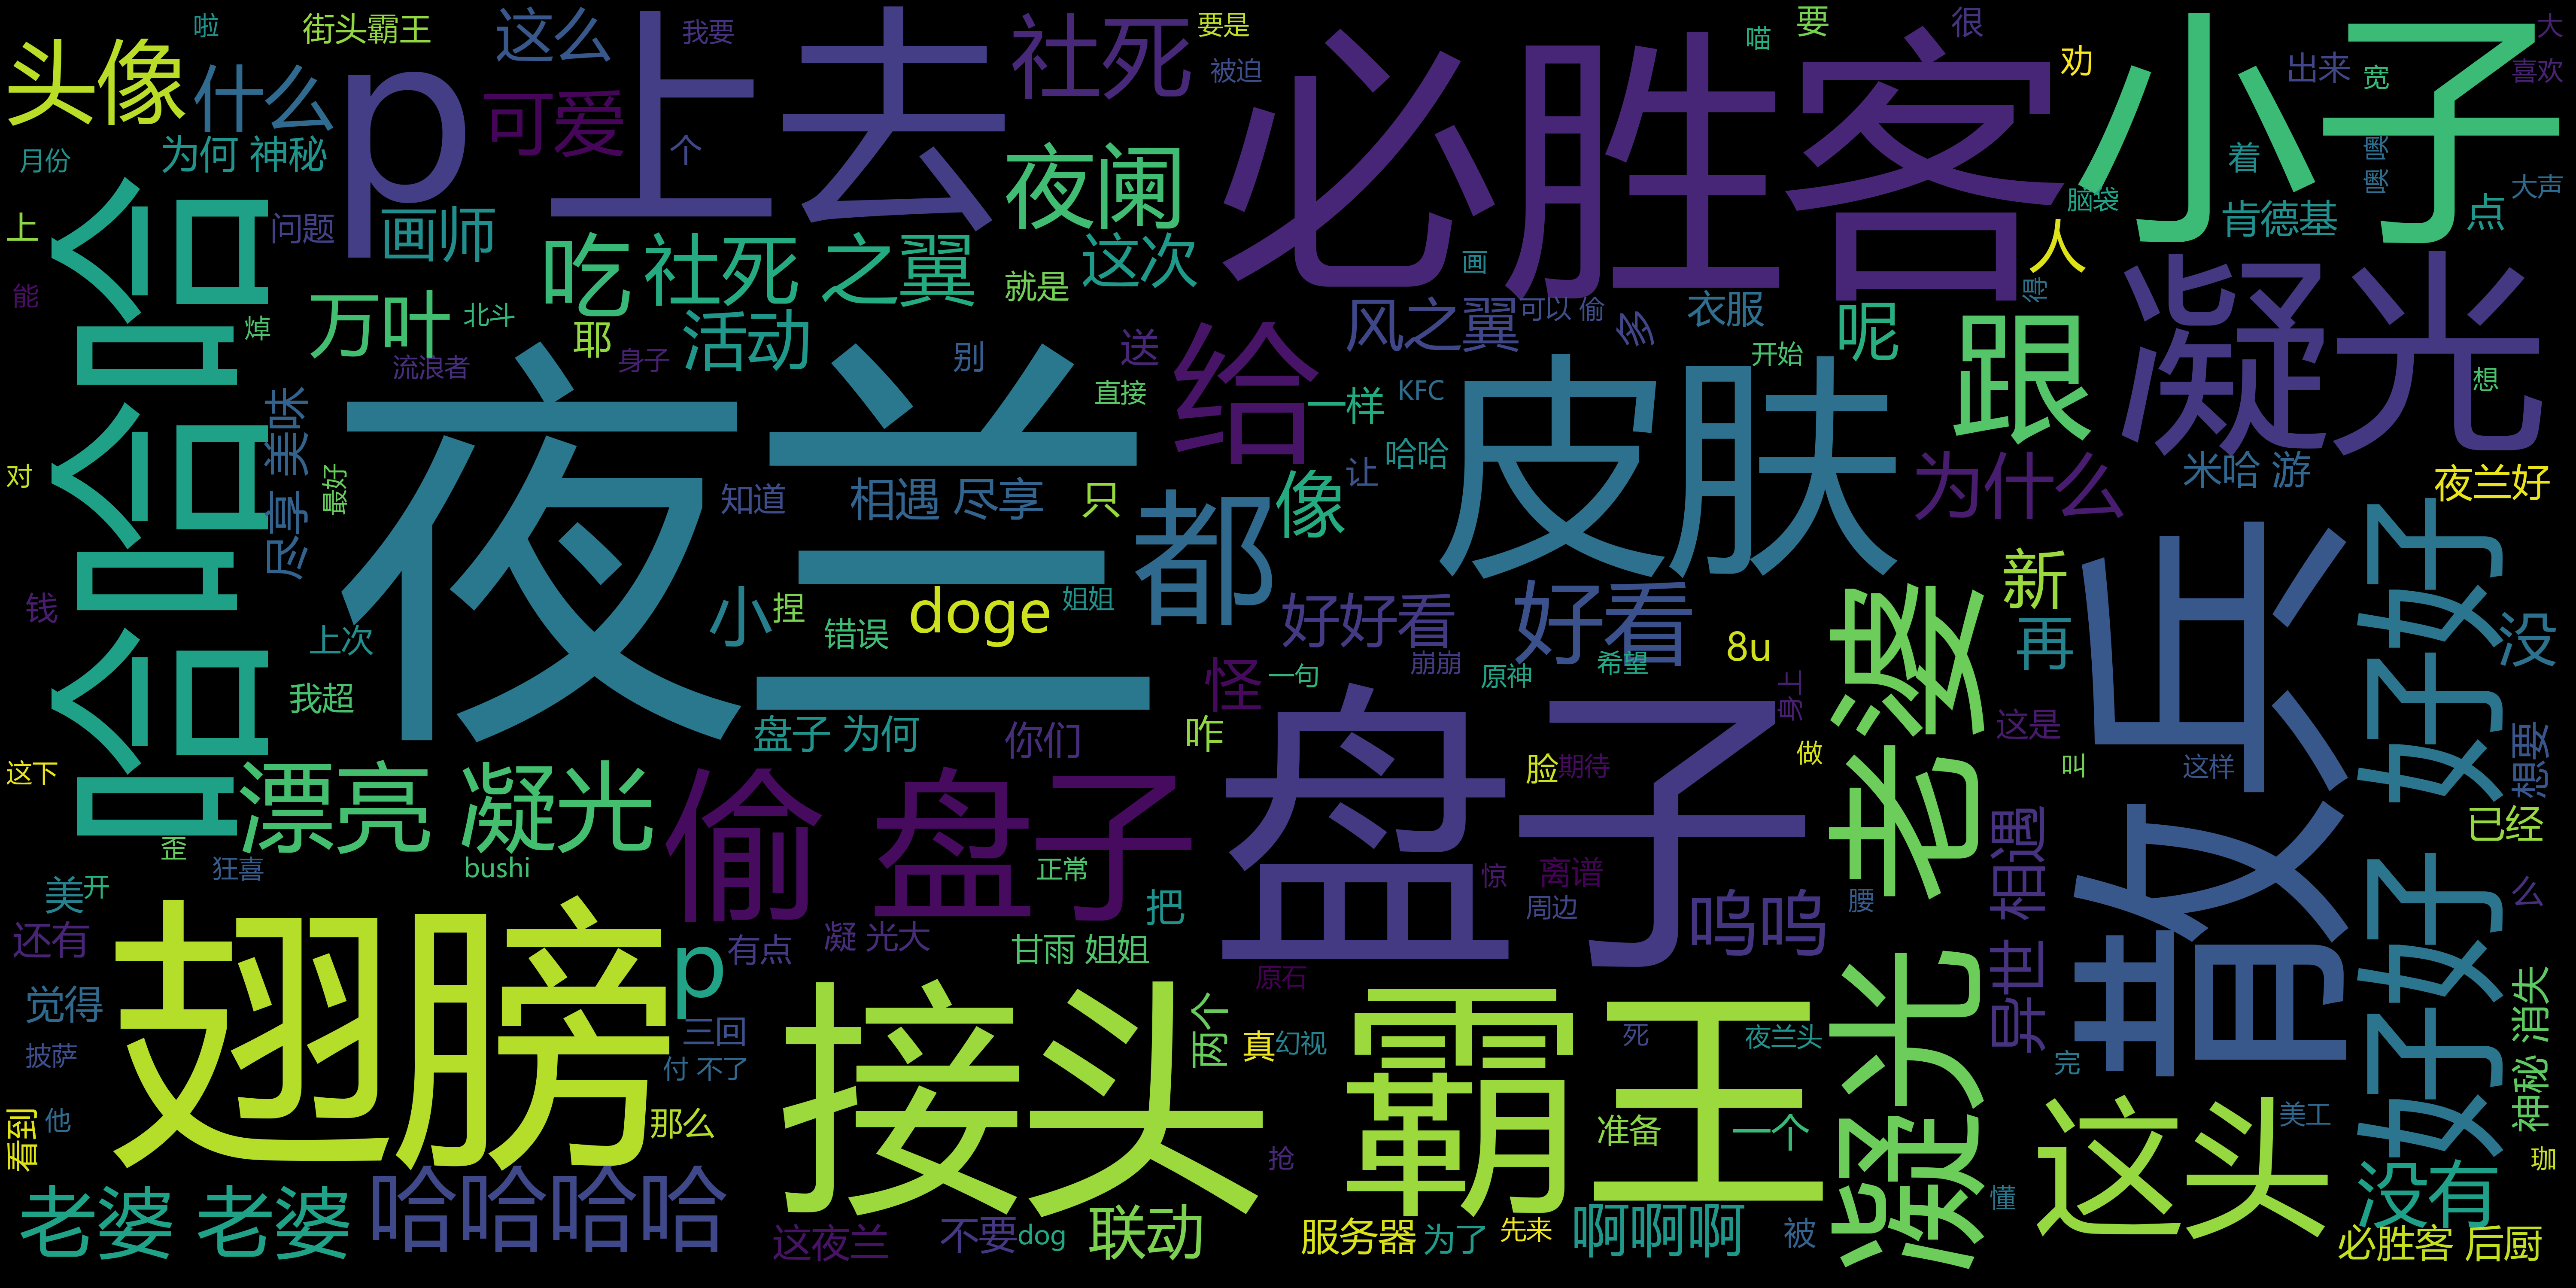 啦
街头霸王
这么
我要
社死
要是
喵
要
很
劝
出来
宽
大
喜欢
头像
什么
p上去
可爱
个
被迫
必胜客
小子
月份
为何 神秘
夜阑
着
噢 噢
大声
脑袋
肯德基
点
上
哈哈哈
问题
画师
吃
社死 之翼
就是
这次
画
人
得
能
焯
万叶
北斗
耶
身子
活动
别
送
给
风之翼
可以 偷
多
衣服
呢
跟
凝光
流浪者
直接
一样
KFC
开始
想
对
尽享 美味
最好
夜兰
知道
相遇 尽享
只
都
像
让
哈哈
皮肤
为什么
米哈 游
夜兰好
钱
上次
我超
小
捏
错误
doge
姐姐
好好看
好看
8u
老婆
新
再
散兵
好好好好
没
怪
一句
崩崩
原神
希望
身上
这是
这下
盘子 为何
你们
咋
盘子
脸
期待
做
叫
这样
想要
漂亮 凝光
偷 盘子
歪
狂喜
bushi
正常
把
惊
离谱
周边
腰
异世 相遇
已经
么
美
开
还有
翅膀
p
有点
凝 光大
甘雨 姐姐
呜呜
凝光
觉得
披萨
三回
付 不了
接头
两个
原石
真
幻视
霸王
死
夜兰头
完
神秘 消失
看到
他
那么
准备
一个
这头
美工
珈
老婆 老婆
哈哈哈哈
这夜兰
不要
dog
联动
抢
服务器
为了
先来
啊啊啊
被
懂
没有
必胜客 后厨